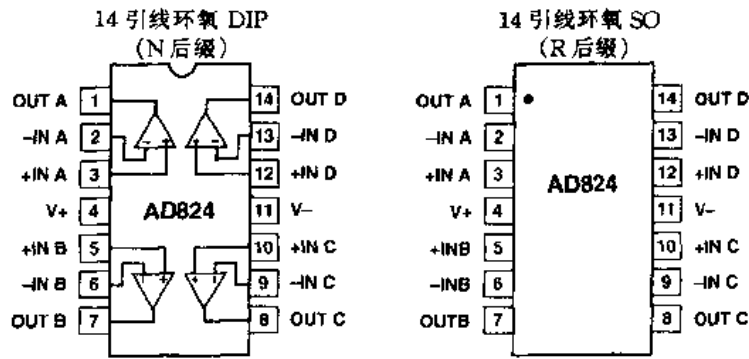 14 引线环氧 DIP
(N 后缀)
OUT A 1 14 OUT D
–IN A 2 13 –IN D
+IN A 3 12 +IN D
V+ 4 AD824 11 V–
+IN B 5 10 +IN C
–IN B 6 9 –IN C
OUT B 7 8 OUT C
14 引线环氧 SO
(R 后缀)
OUT A 1 14 OUT D
–IN A 2 13 –IN D
+IN A 3 12 +IN D
AD824
V+ 4 11 V–
+INB 5 10 +IN C
–INB 6 9 –IN C
OUTB 7 8 OUT C